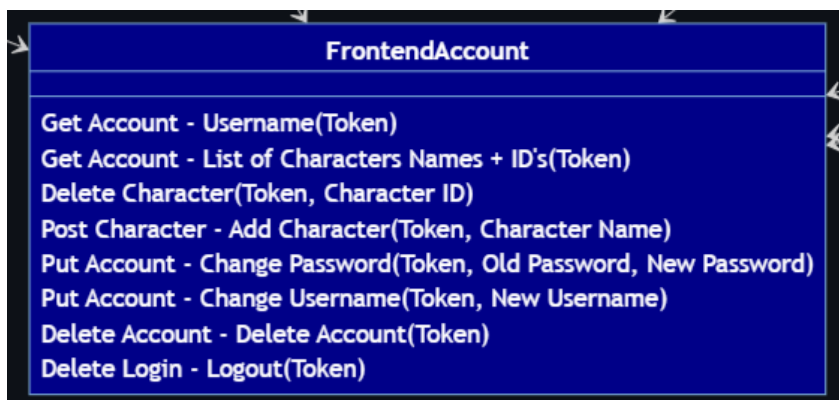 FrontendAccount
Get Account - Username(Token)
Get Account - List of Characters Names + ID's(Token)
Delete Character(Token, Character ID)
Post Character - Add Character(Token, Character Name)
Put Account - Change Password(Token, Old Password, New Password)
Put Account - Change Username(Token, New Username)
Delete Account - Delete Account(Token)
Delete Login - Logout(Token)